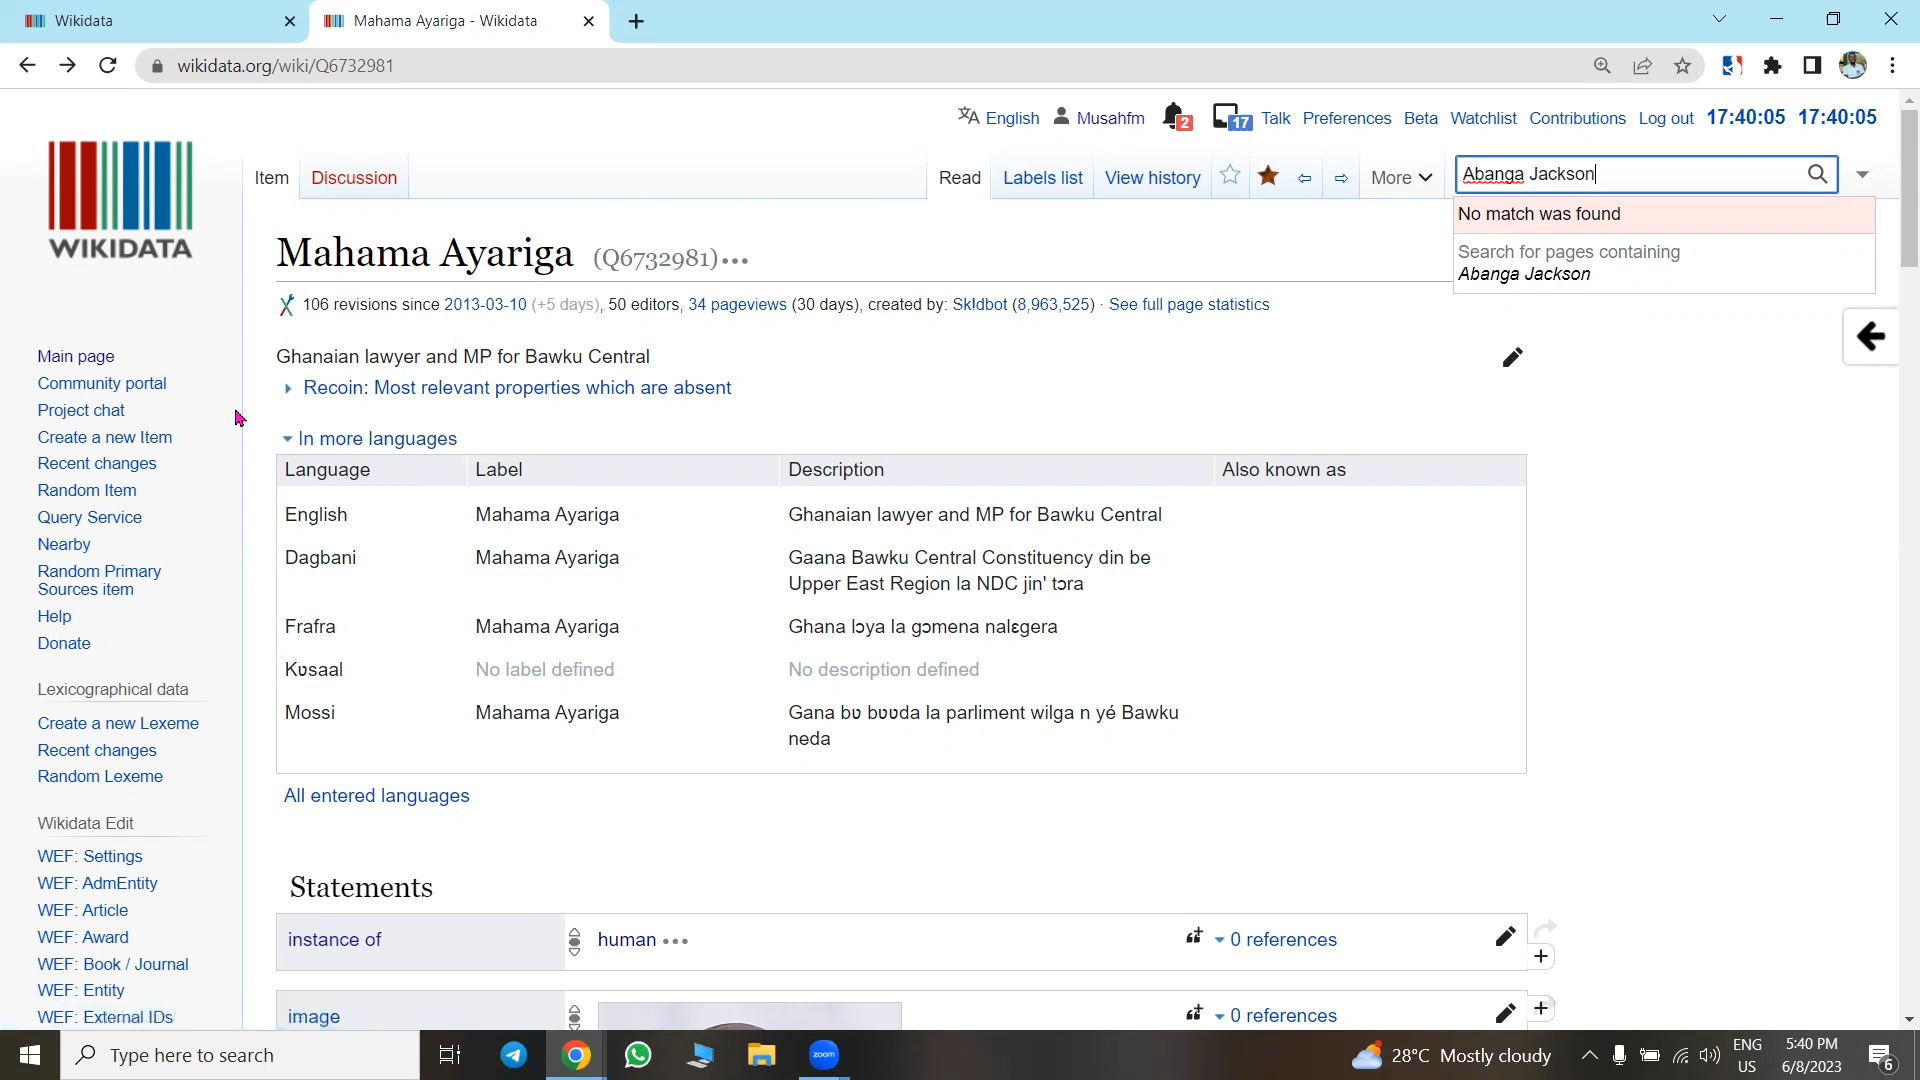 Wikidata
Mahama Ayariga - Wikidata
wikidata.org/wiki/Q6732981
English Musahfm 2 17 Talk Preferences Beta Watchlist Contributions Log out 17:40:05 17:40:05
WIKIDATA
Item Discussion Read Labels list View history More Abanga Jackson
No match was found
Search for pages containing
Abanga Jackson
Mahama Ayariga (Q6732981)
106 revisions since 2013-03-10 (+5 days), 50 editors, 34 pageviews (30 days), created by: Sk!dbot (8,963,525) · See full page statistics
Ghanaian lawyer and MP for Bawku Central
Recoin: Most relevant properties which are absent
In more languages
Language Label Description Also known as
English Mahama Ayariga Ghanaian lawyer and MP for Bawku Central
Dagbani Mahama Ayariga Gaana Bawku Central Constituency din be
Upper East Region la NDC jin' tɔra
Frafra Mahama Ayariga Ghana lɔya la gɔmena nalɛgera
Kʋsaal No label defined No description defined
Mossi Mahama Ayariga Gana bʋ bʋʋda la parliment wilga n yé Bawku
neda
All entered languages
Statements
instance of human 0 references
image 0 references
Main page
Community portal
Project chat
Create a new Item
Recent changes
Random Item
Query Service
Nearby
Random Primary
Sources item
Help
Donate
Lexicographical data
Create a new Lexeme
Recent changes
Random Lexeme
Wikidata Edit
WEF: Settings
WEF: AdmEntity
WEF: Article
WEF: Award
WEF: Book / Journal
WEF: Entity
WEF: External IDs
Type here to search
zoom
28°C Mostly cloudy
ENG
US
5:40 PM
6/8/2023
6